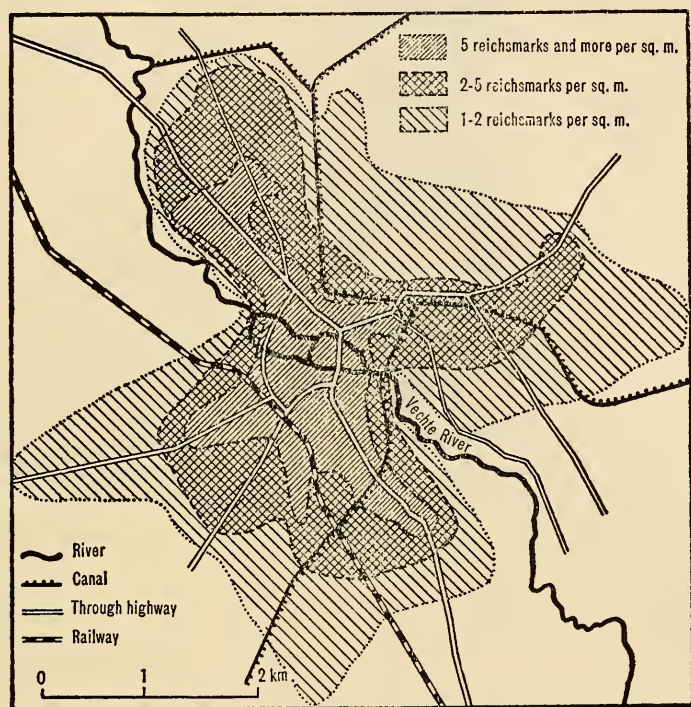 5 reichsmarks and more per sq. m.
2-5 reichsmarks per sq. m.
1-2 reichsmarks per sq. m.
Vechte River
River
Canal
Through highway
Railway
0 1 2 km.